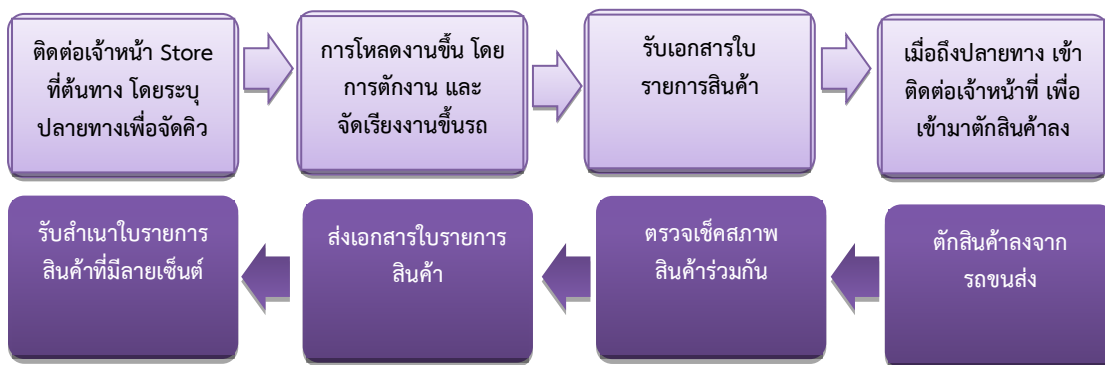 ติดต่อเจ้าหน้า Store
ที่ต้นทาง โดยระบุ
ปลายทางเพื่อจัดคิว
การโหลดงานขึ้น โดย
การตักงาน และ
จัดเรียงงานขึ้นรถ
รับเอกสารใบ
รายการสินค้า
เมื่อถึงปลายทาง เข้า
ติดต่อเจ้าหน้าที่ เพื่อ
เข้ามาตักสินค้าลง
ตักสินค้าลงจาก
รถขนส่ง
ตรวจเช็คสภาพ
สินค้าร่วมกัน
ส่งเอกสารใบรายการ
สินค้า
รับสำเนาใบรายการ
สินค้าที่มีลายเซ็นต์